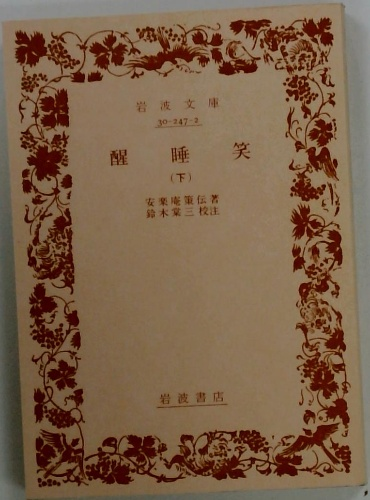 岩波文庫
30-247-2
醒睡笑
(下)
安楽庵策伝著
鈴木棠三校注
岩波書店